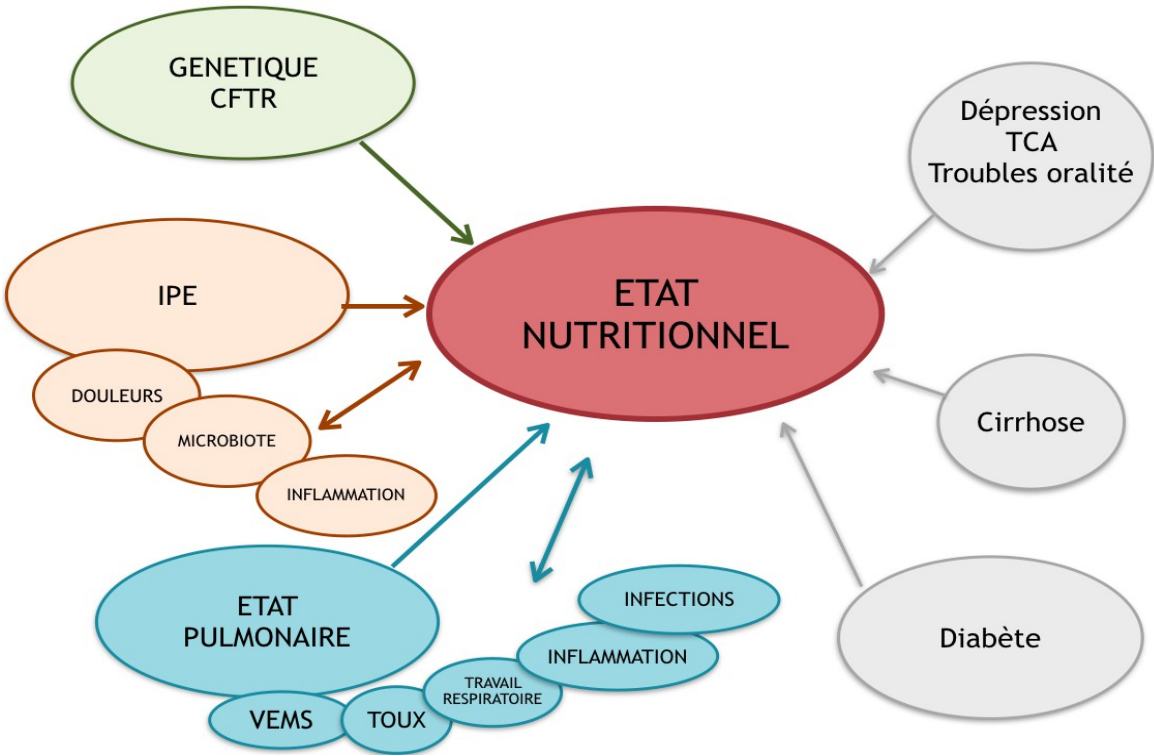 GENETIQUE
CFTR
Dépression
TCA
Troubles oralité
IPE
ETAT
NUTRITIONNEL
DOULEURS
MICROBIOTE
INFLAMMATION
Cirrhose
ETAT
PULMONAIRE
INFECTIONS
INFLAMMATION
TRAVAIL
RESPIRATOIRE
VEMS
TOUX
Diabète